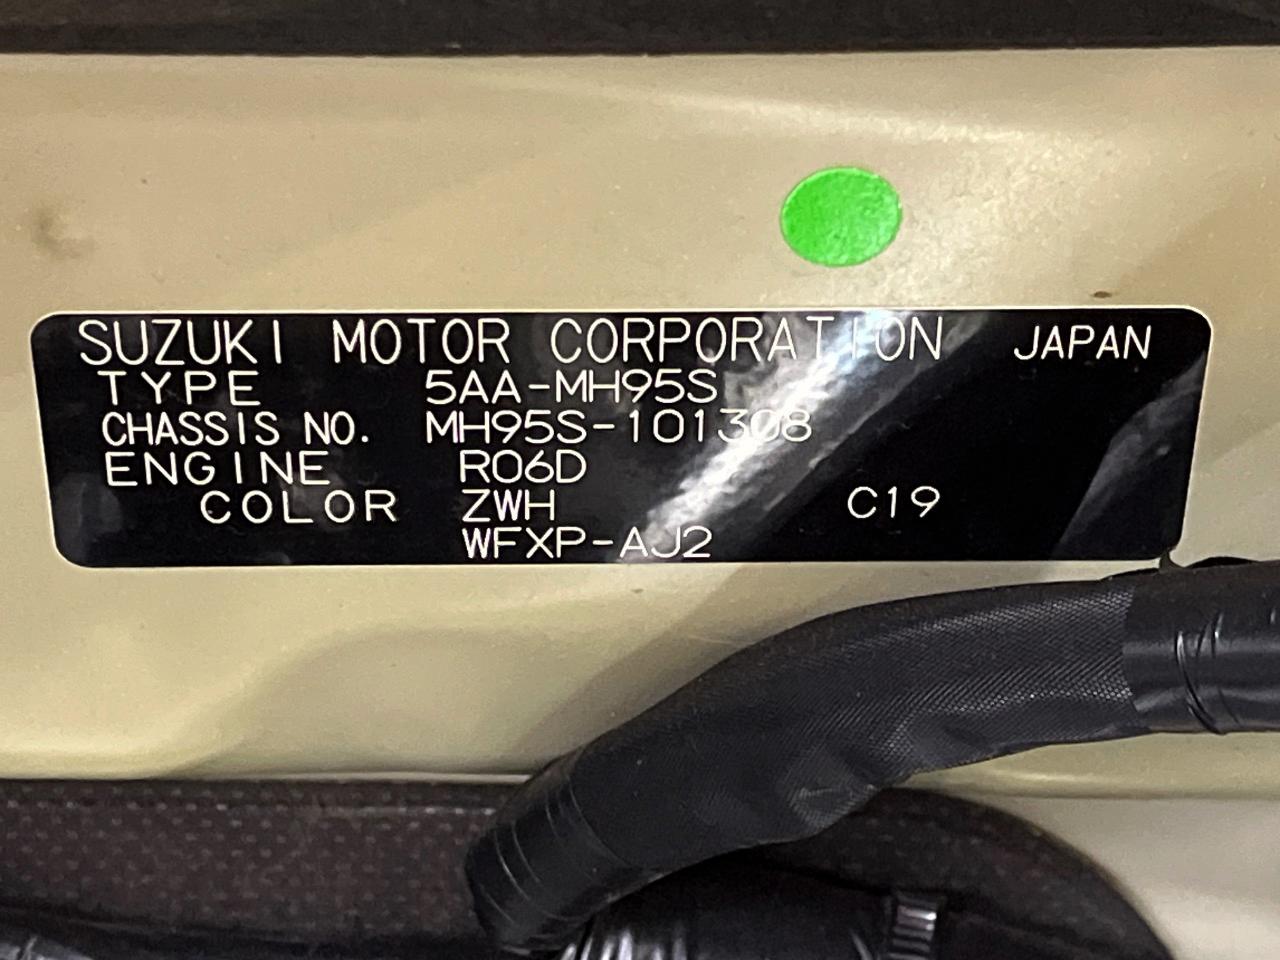 SUZUKI MOTOR CORPORATION JAPAN
TYPE 5AA-MH95S
CHASSIS NO. MH95S-101308
ENGINE R06D
COLOR ZWH C19
WFXP-AJ2